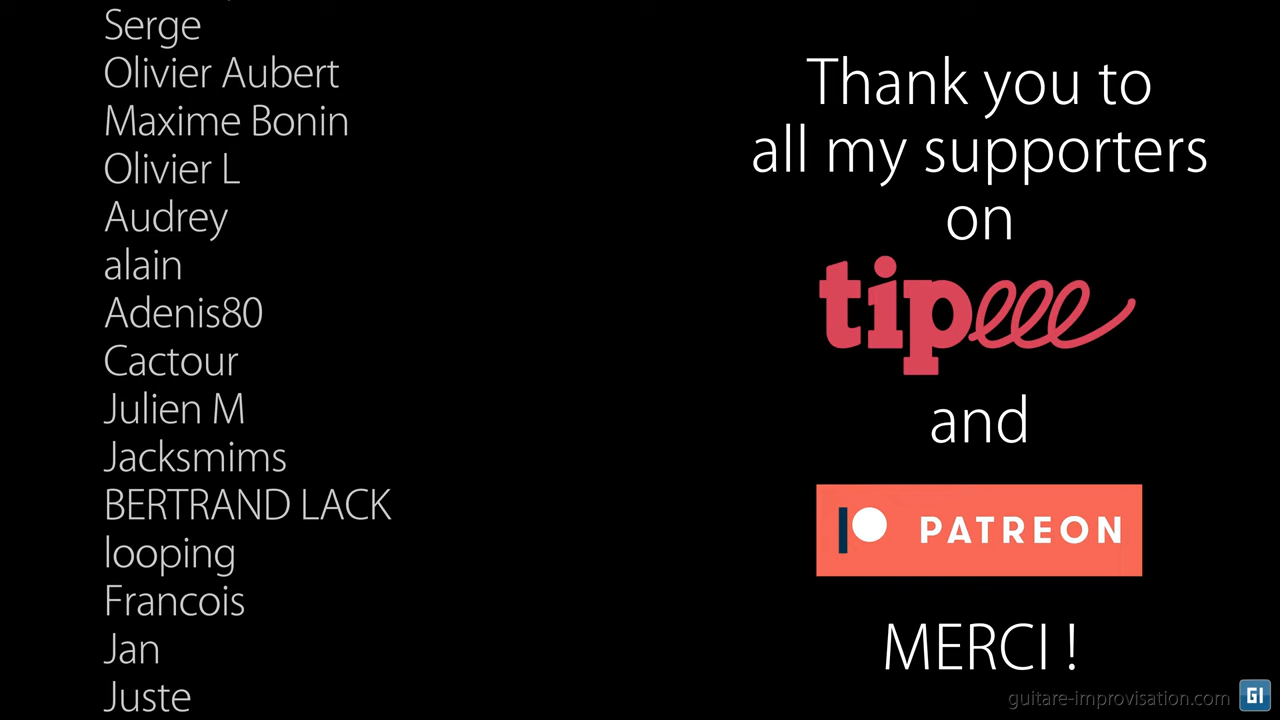 Serge
Olivier Aubert
Maxime Bonin
Olivier L
Audrey
alain
Adenis80
Cactour
Julien M
Jacksmims
BERTRAND LACK
looping
Francois
Jan
Juste
Thank you to
all my supporters
on
tipeee
and
PATREON
MERCI !
guitare-improvisation.com GI